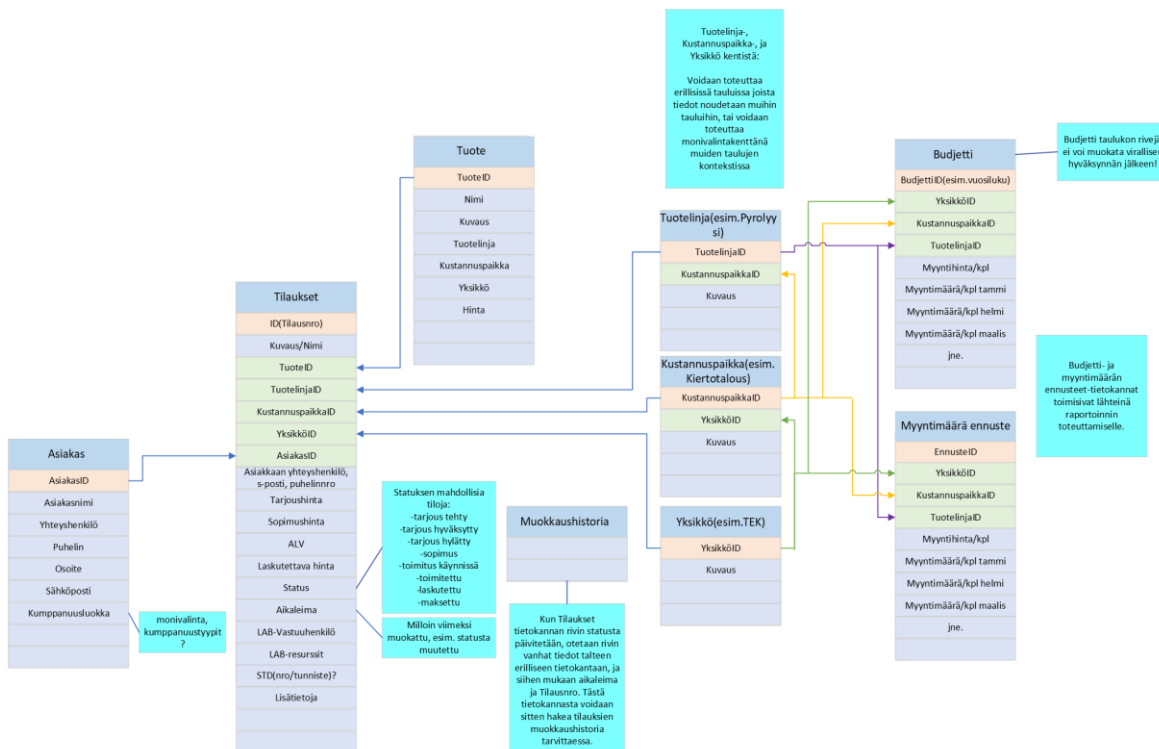 Tuotelinja-,
Kustannuspaikka-, ja
Yksikkö kentistä:
Voidaan toteuttaa
erillisissä tauluissa joista
tiedot noudetaan muihin
tauluihin, tai voidaan
toteuttaa
monivalintakenttänä
muiden taulujen
kontekstissa
Tuote
TuoteID
Nimi
Kuvaus
Tuotelinja
Kustannuspaikka
Yksikkö
Hinta
Budjetti
BudjettiID(esim.vuosiluku)
YksikköID
KustannuspaikkaID
TuotelinjaID
Myyntihinta/kpl
Myyntimäärä/kpl tammi
Myyntimäärä/kpl helmi
Myyntimäärä/kpl maalis
jne.
Budjetti taulukon rivejä
ei voi muokata virallisen
hyväksynnän jälkeen!
Tuotelinja(esim.Pyrolyy
si)
TuotelinjaID
KustannuspaikkaID
Kuvaus
Tilaukset
ID(Tilausnro)
Kuvaus/Nimi
TuoteID
TuotelinjaID
KustannuspaikkaID
YksikköID
AsiakasID
Asiakkaan yhteyshenkilö,
s-posti, puhelinnro
Tarjoushinta
Sopimushinta
ALV
Laskutettava hinta
Status
Aikaleima
LAB-Vastuuhenkilö
LAB-resurssit
STD(nro/tunniste)?
Lisätietoja
Kustannuspaikka(esim.
Kiertotalous)
KustannuspaikkaID
YksikköID
Kuvaus
Budjetti- ja
myyntimäärän
ennusteet-tietokannat
toimisivat lähteinä
raportoinnin
toteuttamiselle.
Myyntimäärä ennuste
EnnusteID
YksikköID
KustannuspaikkaID
TuotelinjaID
Myyntihinta/kpl
Myyntimäärä/kpl tammi
Myyntimäärä/kpl helmi
Myyntimäärä/kpl maalis
jne.
Asiakas
AsiakasID
Asiakasnimi
Yhteyshenkilö
Puhelin
Osoite
Sähköposti
Kumppanuusluokka
monivalinta,
kumppanuustyypit
?
Statuksen mahdollisia
tiloja:
-tarjous tehty
-tarjous hyväksytty
-tarjous hylätty
-sopimus
-toimitus käynnissä
-toimitettu
-laskutettu
-maksettu
Milloin viimeksi
muokattu, esim. statusta
muutettu
Muokkaushistoria
Kun Tilaukset
tietokannan rivin statusta
päivitetään, otetaan rivin
vanhat tiedot talteen
erilliseen tietokantaan, ja
siihen mukaan aikaleima
ja Tilausnro. Tästä
tietokannasta voidaan
sitten hakea tilauksien
muokkaushistoria
tarvittaessa.
Yksikkö(esim.TEK)
YksikköID
Kuvaus